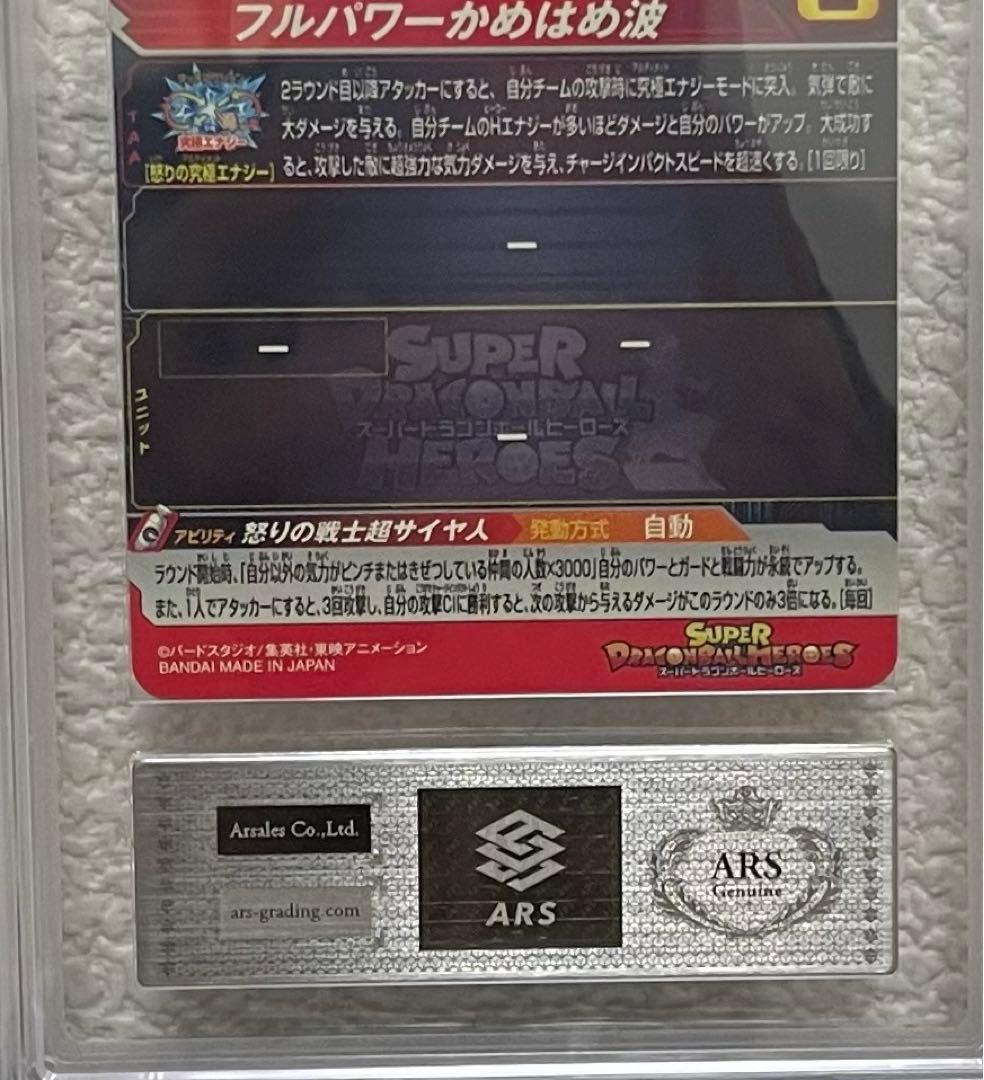 フルパワーかめはめ波
TAA
究極エナジー
[怒りの究極エナジー]
2ラウンド目以降アタッカーにすると、自分チームの攻撃時に究極エナジーモードに突入。気弾で敵に
大ダメージを与える。自分チームのHエナジーが多いほどダメージと自分のパワーがアップ。大成功す
ると、攻撃した敵に超強力な気力ダメージを与え、チャージインパクトスピードを超速くする。[1回限り]
ー
ー
ー
ユニット
SUPER
DRAGONBALL
スーパードラゴンボールヒーローズ
ー
HEROES
アビリティ 怒りの戦士超サイヤ人 発動方式 自動
ラウンド開始時、「自分以外の気力がピンチまたはきぜつしている仲間の人数×3000」自分のパワーとガードと戦闘力が永続でアップする。
また、1人でアタッカーにすると、3回攻撃し、自分の攻撃CIに勝利すると、次の攻撃から与えるダメージがこのラウンドのみ3倍になる。[毎回]
©バードスタジオ/集英社・東映アニメーション
BANDAI MADE IN JAPAN
SUPER
DRAGONBALL HEROES
スーパードラゴンボールヒーローズ
Arsales Co.,Ltd.
ars-grading.com
ARS
ARS
Genuine